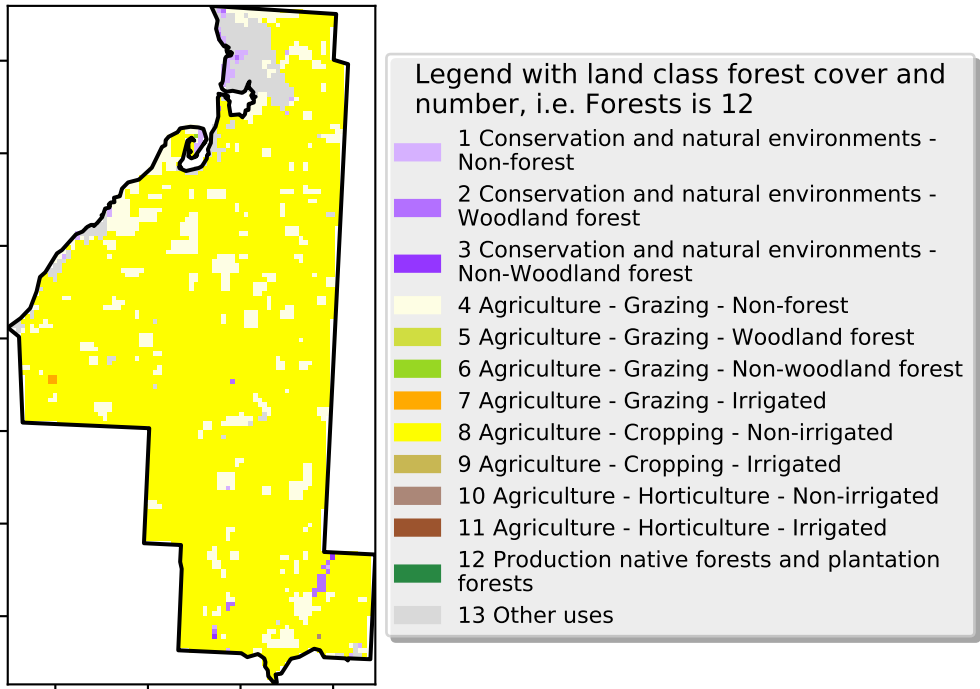 Legend with land class forest cover and
number, i.e. Forests is 12
1 Conservation and natural environments -
Non-forest
2 Conservation and natural environments -
Woodland forest
3 Conservation and natural environments -
Non-Woodland forest
4 Agriculture - Grazing - Non-forest
5 Agriculture - Grazing - Woodland forest
6 Agriculture - Grazing - Non-woodland forest
7 Agriculture - Grazing - Irrigated
8 Agriculture - Cropping - Non-irrigated
9 Agriculture - Cropping - Irrigated
10 Agriculture - Horticulture - Non-irrigated
11 Agriculture - Horticulture - Irrigated
12 Production native forests and plantation
forests
13 Other uses